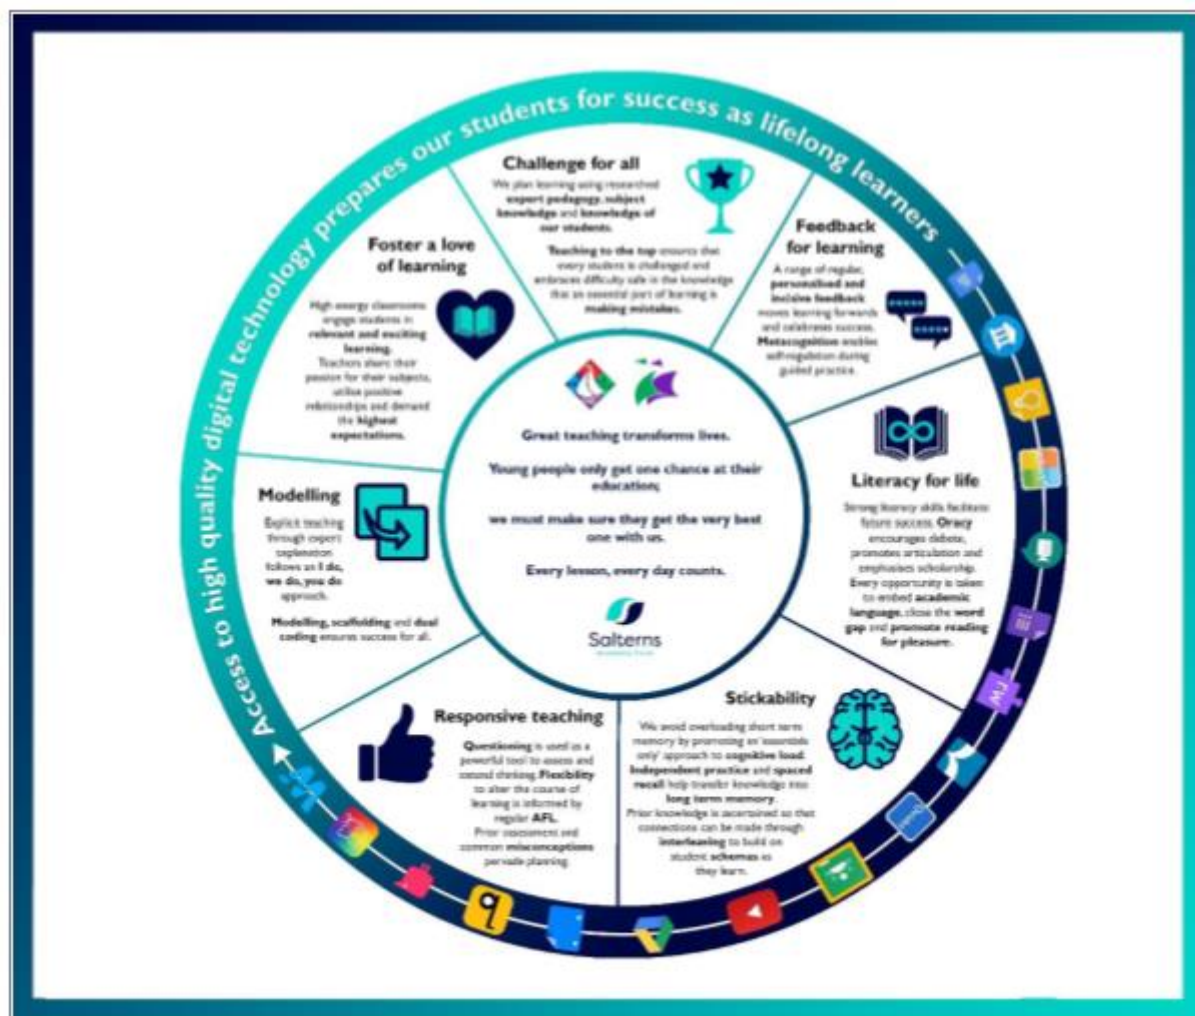 Access to high quality digital technology prepares our students for success as lifelong learners
Challenge for all
We plan learning using researched
expert pedagogy, subject
knowledge and knowledge of
our students.
Teaching to the top ensures that
every student is challenged and
embraces difficulty safe in the knowledge
that an essential part of learning is
making mistakes.
Feedback
for learning
A range of regular,
personalised and
incisive feedback
moves learning forwards
and celebrates success.
Metacognition enables
self-regulation during
guided practice.
Literacy for life
Strong literacy skills facilitate
future success. Oracy
encourages debate,
promotes articulation and
emphasises scholarship.
Every opportunity is taken
to embed academic
language, close the word
gap and promote reading
for pleasure.
Stickability
We avoid overloading short term
memory by promoting an 'essentials
only' approach to cognitive load.
Independent practice and spaced
recall help transfer knowledge into
long term memory.
Prior knowledge is ascertained so that
connections can be made through
interleaving to build on
student schemas as
they learn.
Responsive teaching
Questioning is used as a
powerful tool to assess and
extend thinking. Flexibility
to alter the course of
learning is informed by
regular AFL.
Prior assessment and
common misconceptions
pervade planning.
Modelling
Explicit teaching
through expert
explanation
follows an I do,
we do, you do
approach.
Modelling, scaffolding and dual
coding ensures success for all.
Foster a love
of learning
High energy classrooms
engage students in
relevant and exciting
learning.
Teachers share their
passion for their subjects,
utilise positive
relationships and demand
the highest
expectations.
Great teaching transforms lives.
Young people only get one chance at their
education;
we must make sure they get the very best
one with us.
Every lesson, every day counts.
Salterns